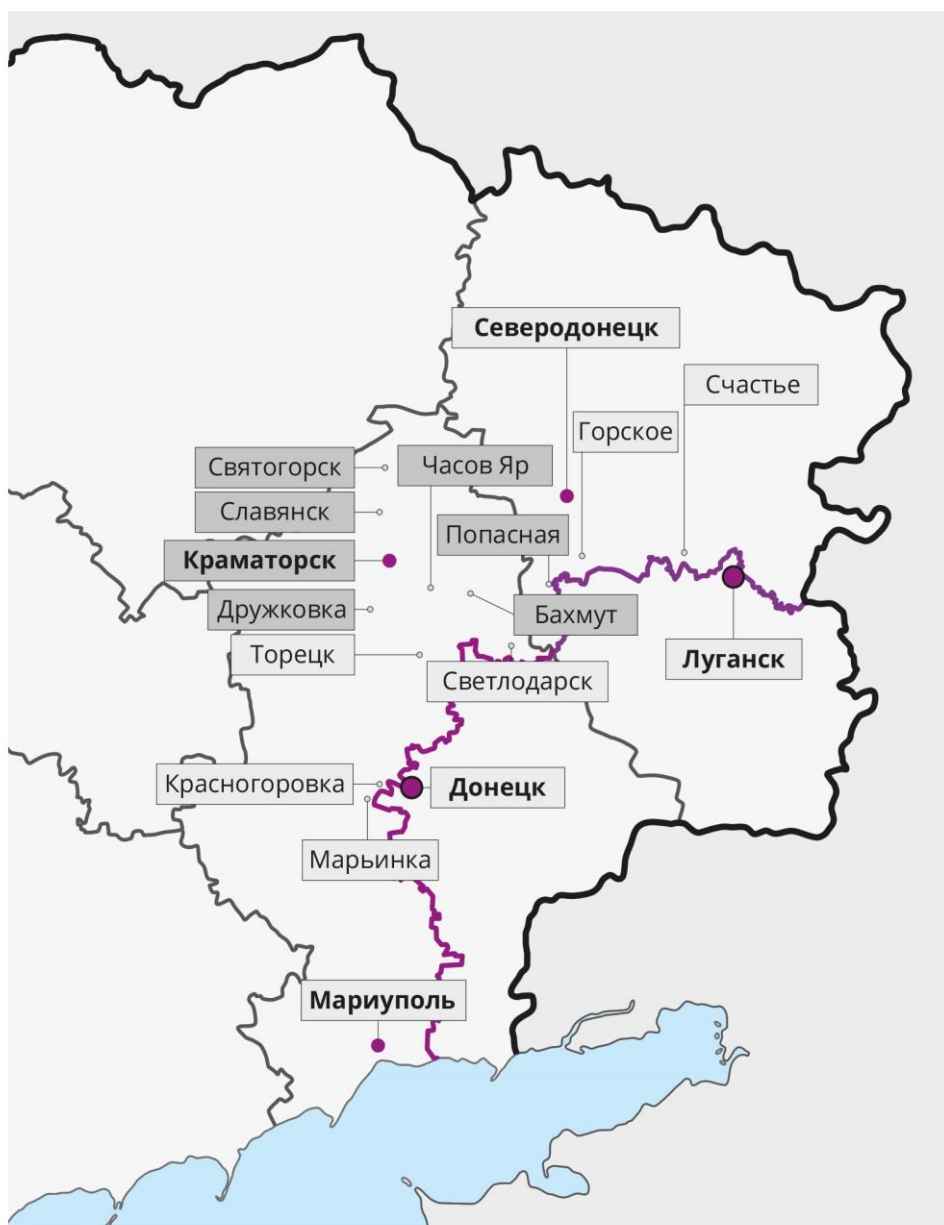 Северодонецк
Счастье
Горское
Святогорск
Часов Яр
Славянск
Попасная
Краматорск
Дружковка
Бахмут
Торецк
Луганск
Светлодарск
Красногоровка
Донецк
Марьинка
Мариуполь